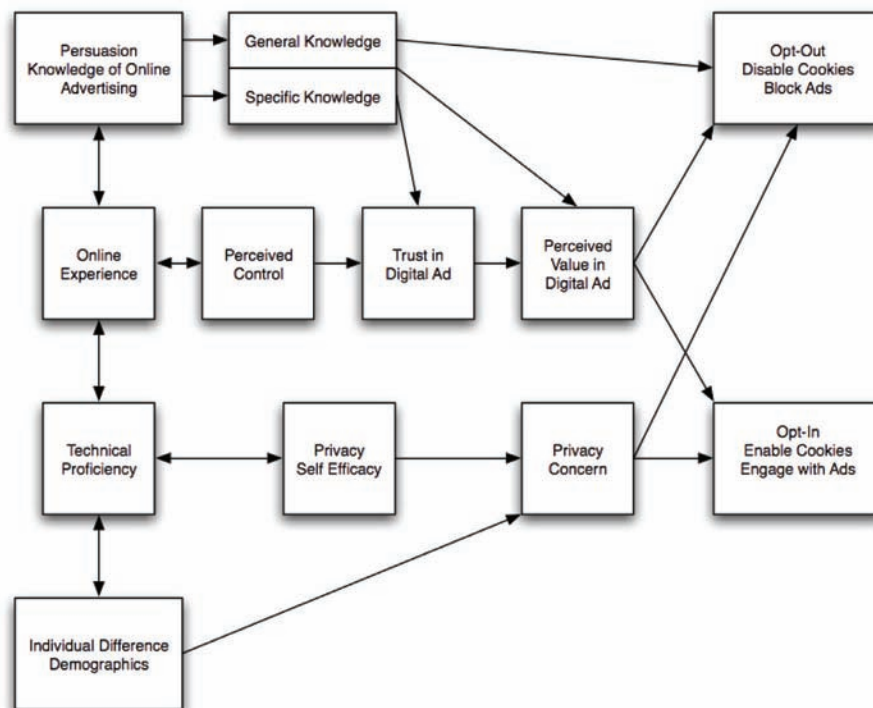 Persuasion
Knowledge of Online
Advertising
General Knowledge
Specific Knowledge
Opt-Out
Disable Cookies
Block Ads
Online
Experience
Perceived
Control
Trust in
Digital Ad
Perceived
Value in
Digital Ad
Technical
Proficiency
Privacy
Self Efficacy
Privacy
Concern
Opt-In
Enable Cookies
Engage with Ads
Individual Difference
Demographics